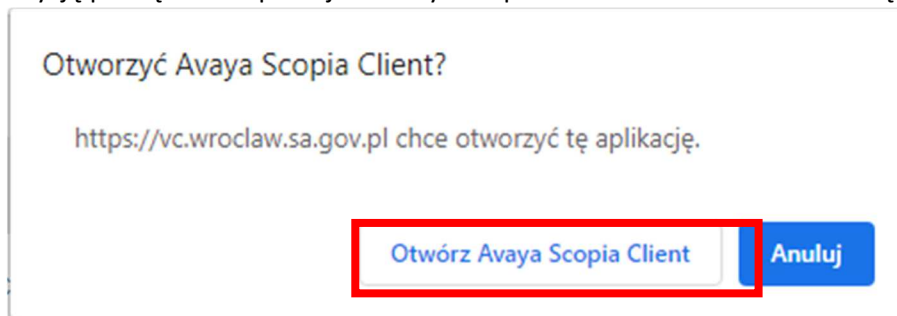 Otworzyć Avaya Scopia Client?
https://vc.wroclaw.sa.gov.pl chce otworzyć tę aplikację.
Otwórz Avaya Scopia Client
Anuluj